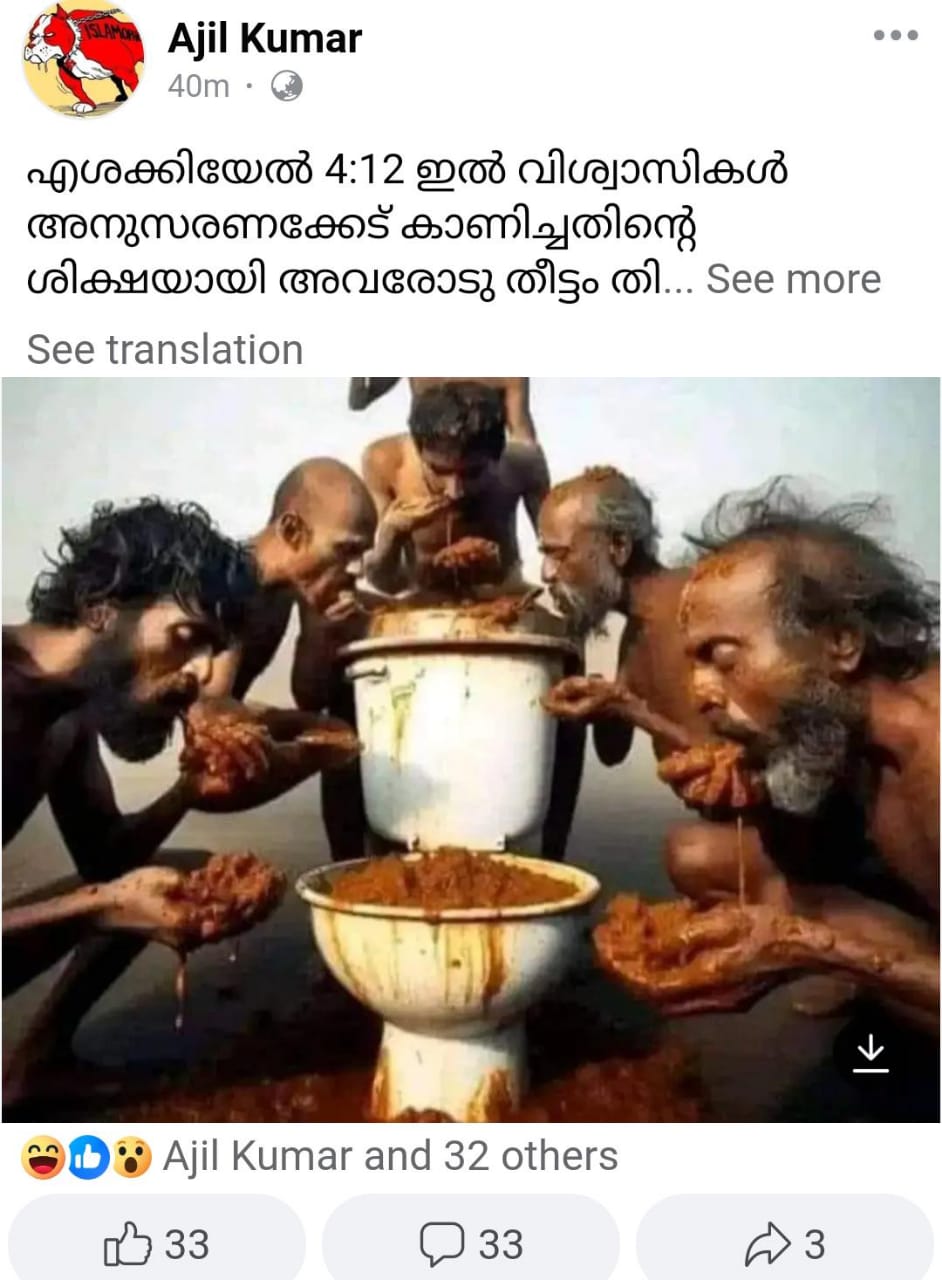 ISLAMOPH
Ajil Kumar
40m
എശക്കിയേൽ 4:12 ഇൽ വിശ്വാസികൾ
അനുസരണക്കേട് കാണിച്ചതിന്റെ
ശിക്ഷയായി അവരോടു തീട്ടം തി... See more
See translation
Ajil Kumar and 32 others
33 33 3